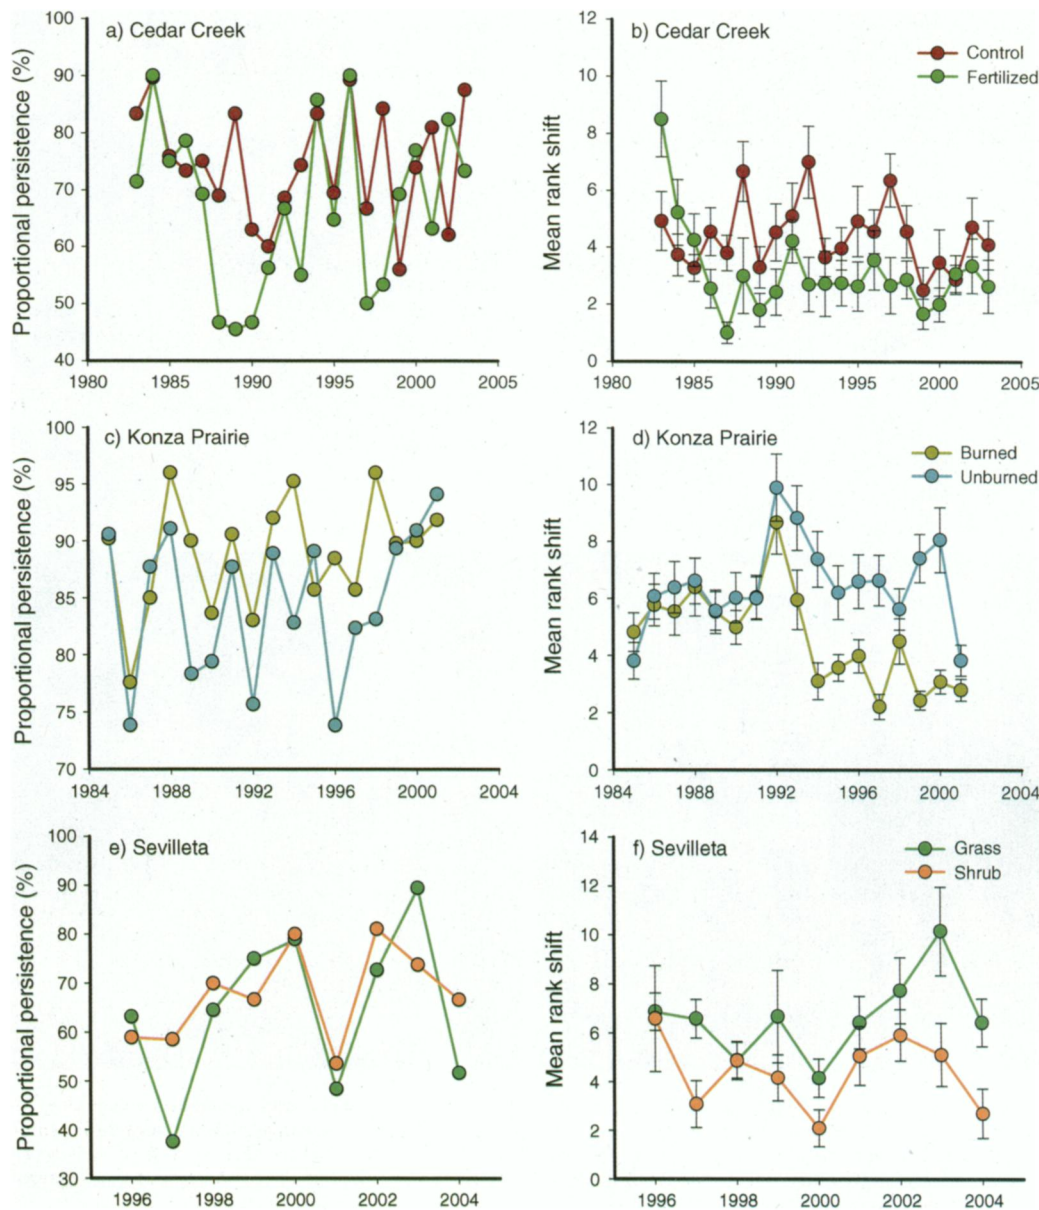 a) Cedar Creek
Proportional persistence (%)
100
90
80
70
60
50
40
1980 1985 1990 1995 2000 2005
b) Cedar Creek
Control
Fertilized
Mean rank shift
12
10
8
6
4
2
0
1980 1985 1990 1995 2000 2005
c) Konza Prairie
Proportional persistence (%)
100
95
90
85
80
75
70
1984 1988 1992 1996 2000 2004
d) Konza Prairie
Burned
Unburned
Mean rank shift
12
10
8
6
4
2
0
1984 1988 1992 1996 2000 2004
e) Sevilleta
Proportional persistence (%)
100
90
80
70
60
50
40
30
1996 1998 2000 2002 2004
f) Sevilleta
Grass
Shrub
Mean rank shift
14
12
10
8
6
4
2
0
1996 1998 2000 2002 2004